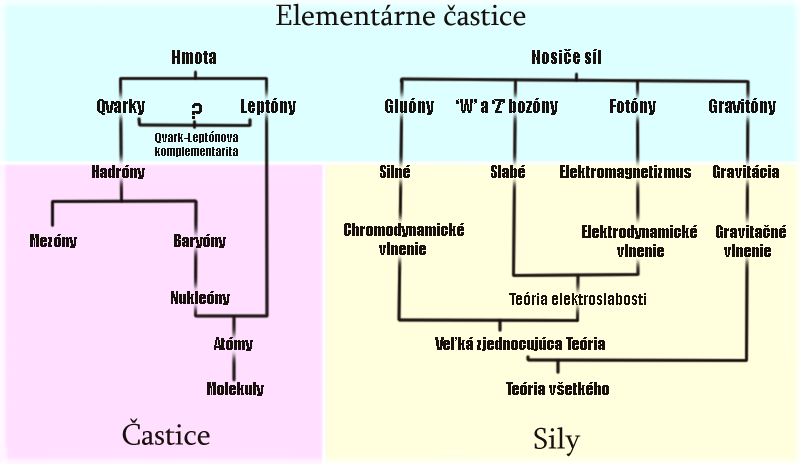 Elementárne častice
Hmota
Nosiče síl
Qvarky
?
Leptóny
Gluóny
‘W’ a ‘Z’ bozóny
Fotóny
Gravitóny
Qvark-Leptónova
komplementarita
Hadróny
Silné
Slabé
Elektromagnetizmus
Gravitácia
Mezóny
Baryóny
Chromodynamické
vlnenie
Elektrodynamické
vlnenie
Gravitačné
vlnenie
Nukleóny
Teória elektroslabosti
Atómy
Veľká zjednocujúca Teória
Molekuly
Teória všetkého
Častice
Sily